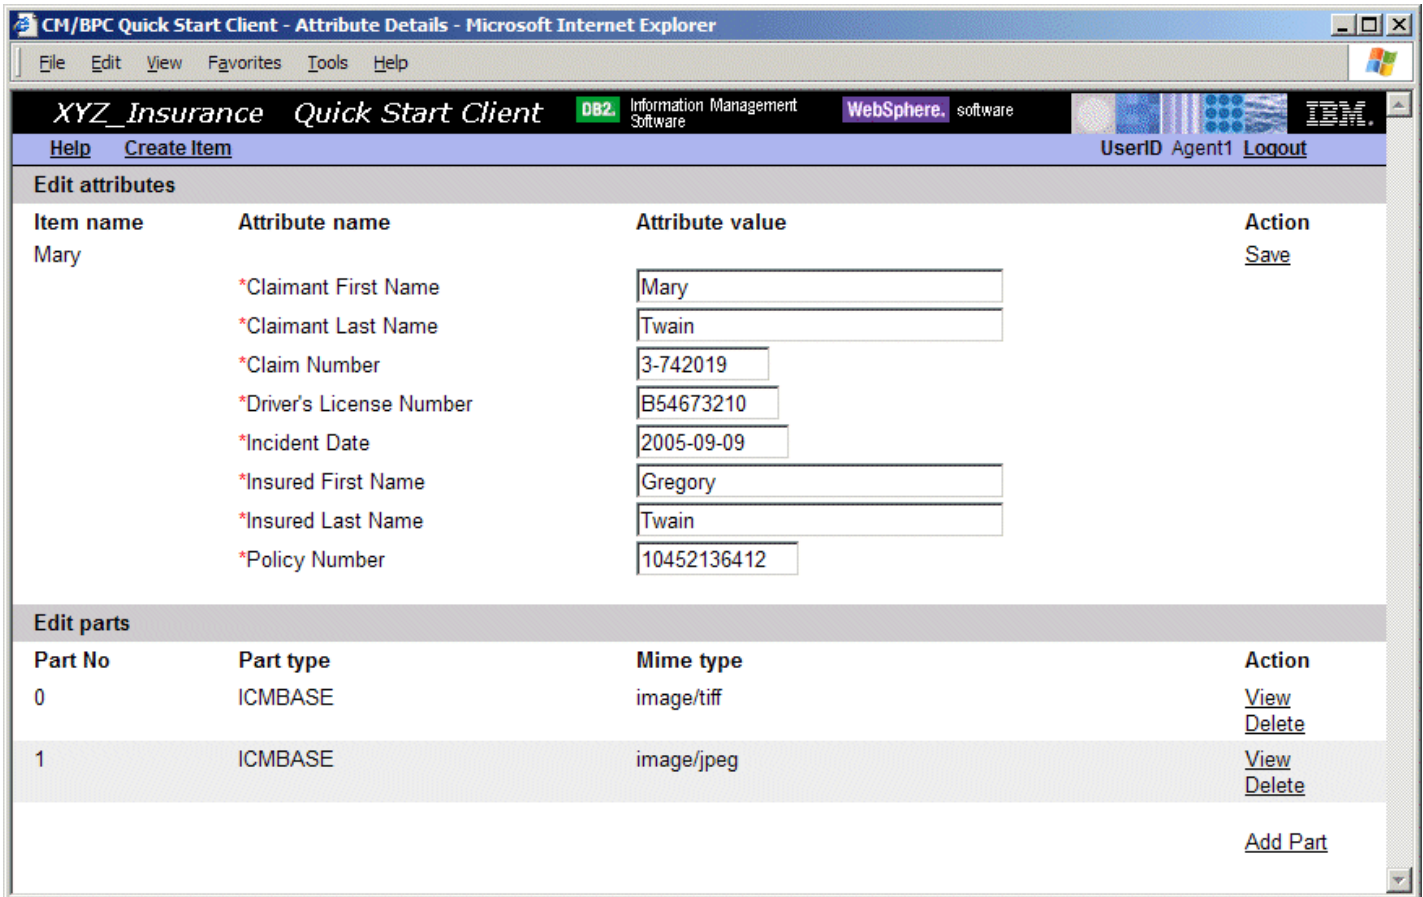 CM/BPC Quick Start Client - Attribute Details - Microsoft Internet Explorer
File Edit View Favorites Tools Help
XYZ_Insurance Quick Start Client DB2. Information Management Software WebSphere. software IBM.
Help Create Item UserID Agent1 Logout
Edit attributes
Item name Attribute name Attribute value Action
Mary Save
*Claimant First Name Mary
*Claimant Last Name Twain
*Claim Number 3-742019
*Driver's License Number B54673210
*Incident Date 2005-09-09
*Insured First Name Gregory
*Insured Last Name Twain
*Policy Number 10452136412
Edit parts
Part No Part type Mime type Action
0 ICMBASE image/tiff View
Delete
1 ICMBASE image/jpeg View
Delete
Add Part